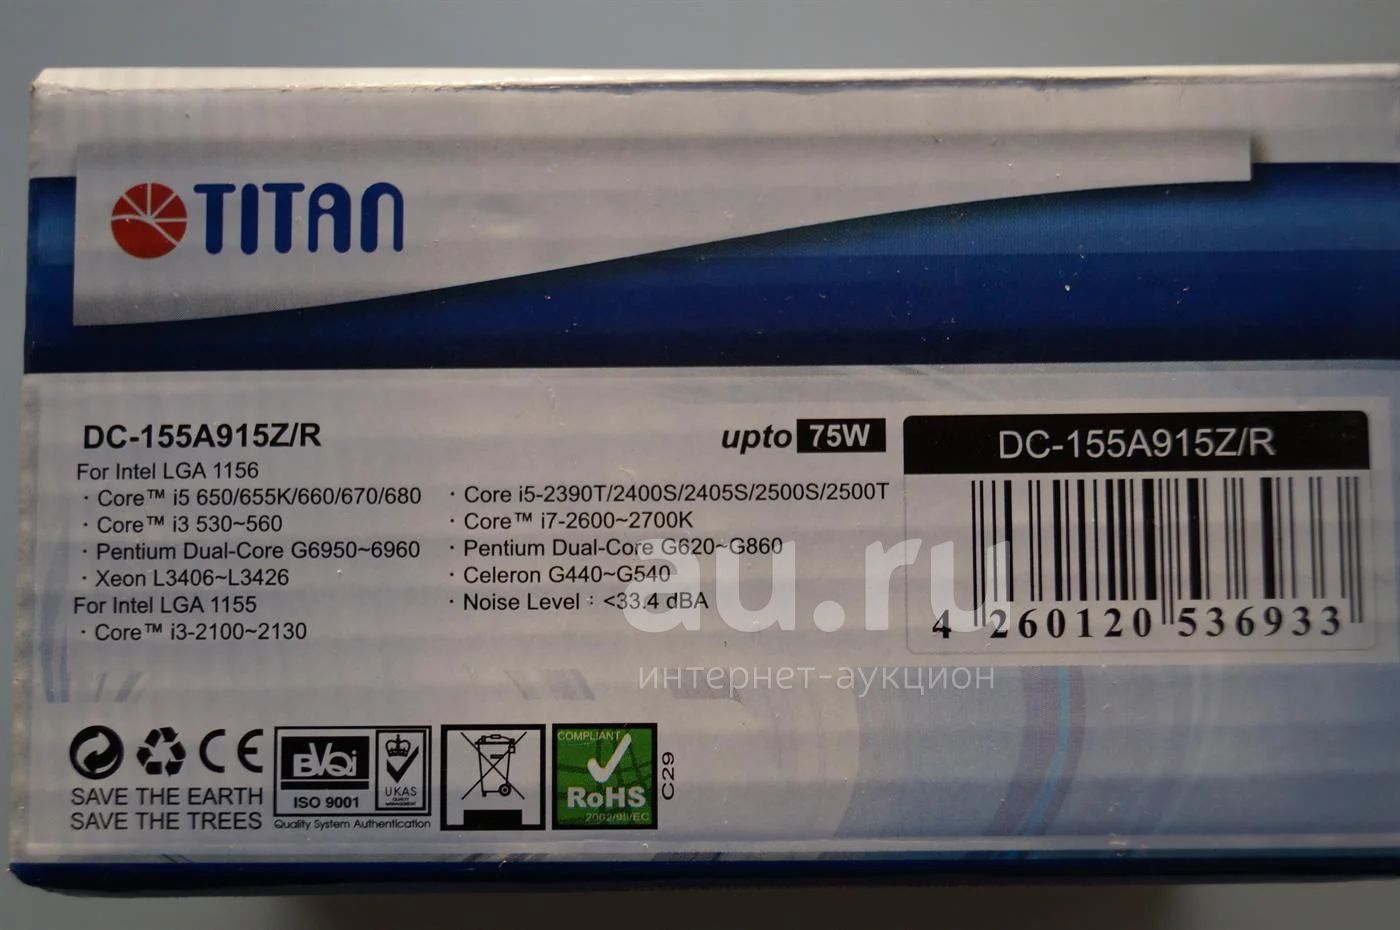 TITAN
DC-155A915Z/R
upto 75W
For Intel LGA 1156
· Core™ i5 650/655K/660/670/680
· Core™ i3 530~560
· Pentium Dual-Core G6950~6960
· Xeon L3406~L3426
For Intel LGA 1155
· Core™ i3-2100~2130
· Core i5-2390T/2400S/2405S/2500S/2500T
· Core™ i7-2600~2700K
· Pentium Dual-Core G620~G860
· Celeron G440~G540
· Noise Level : <33.4 dBA
DC-155A915Z/R
4 260120 536933
au.ru
интернет-аукцион
CE
SAVE THE EARTH
SAVE THE TREES
BVQi
ISO 9001
UKAS
QUALITY
MANAGEMENT
Quality System Authentication
COMPLIANT
RoHS
2002/95/EC
C29